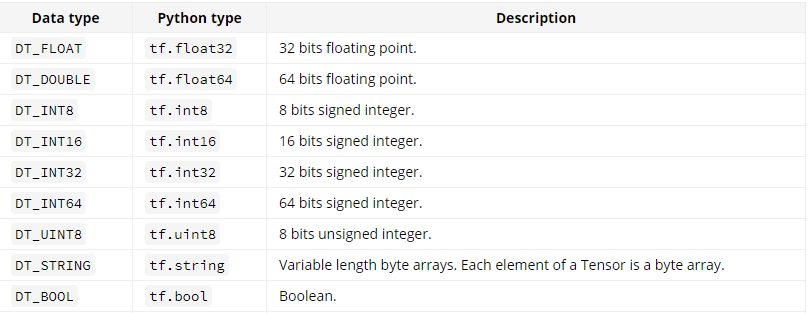 Data type Python type Description
DT_FLOAT tf.float32 32 bits floating point.
DT_DOUBLE tf.float64 64 bits floating point.
DT_INT8 tf.int8 8 bits signed integer.
DT_INT16 tf.int16 16 bits signed integer.
DT_INT32 tf.int32 32 bits signed integer.
DT_INT64 tf.int64 64 bits signed integer.
DT_UINT8 tf.uint8 8 bits unsigned integer.
DT_STRING tf.string Variable length byte arrays. Each element of a Tensor is a byte array.
DT_BOOL tf.bool Boolean.